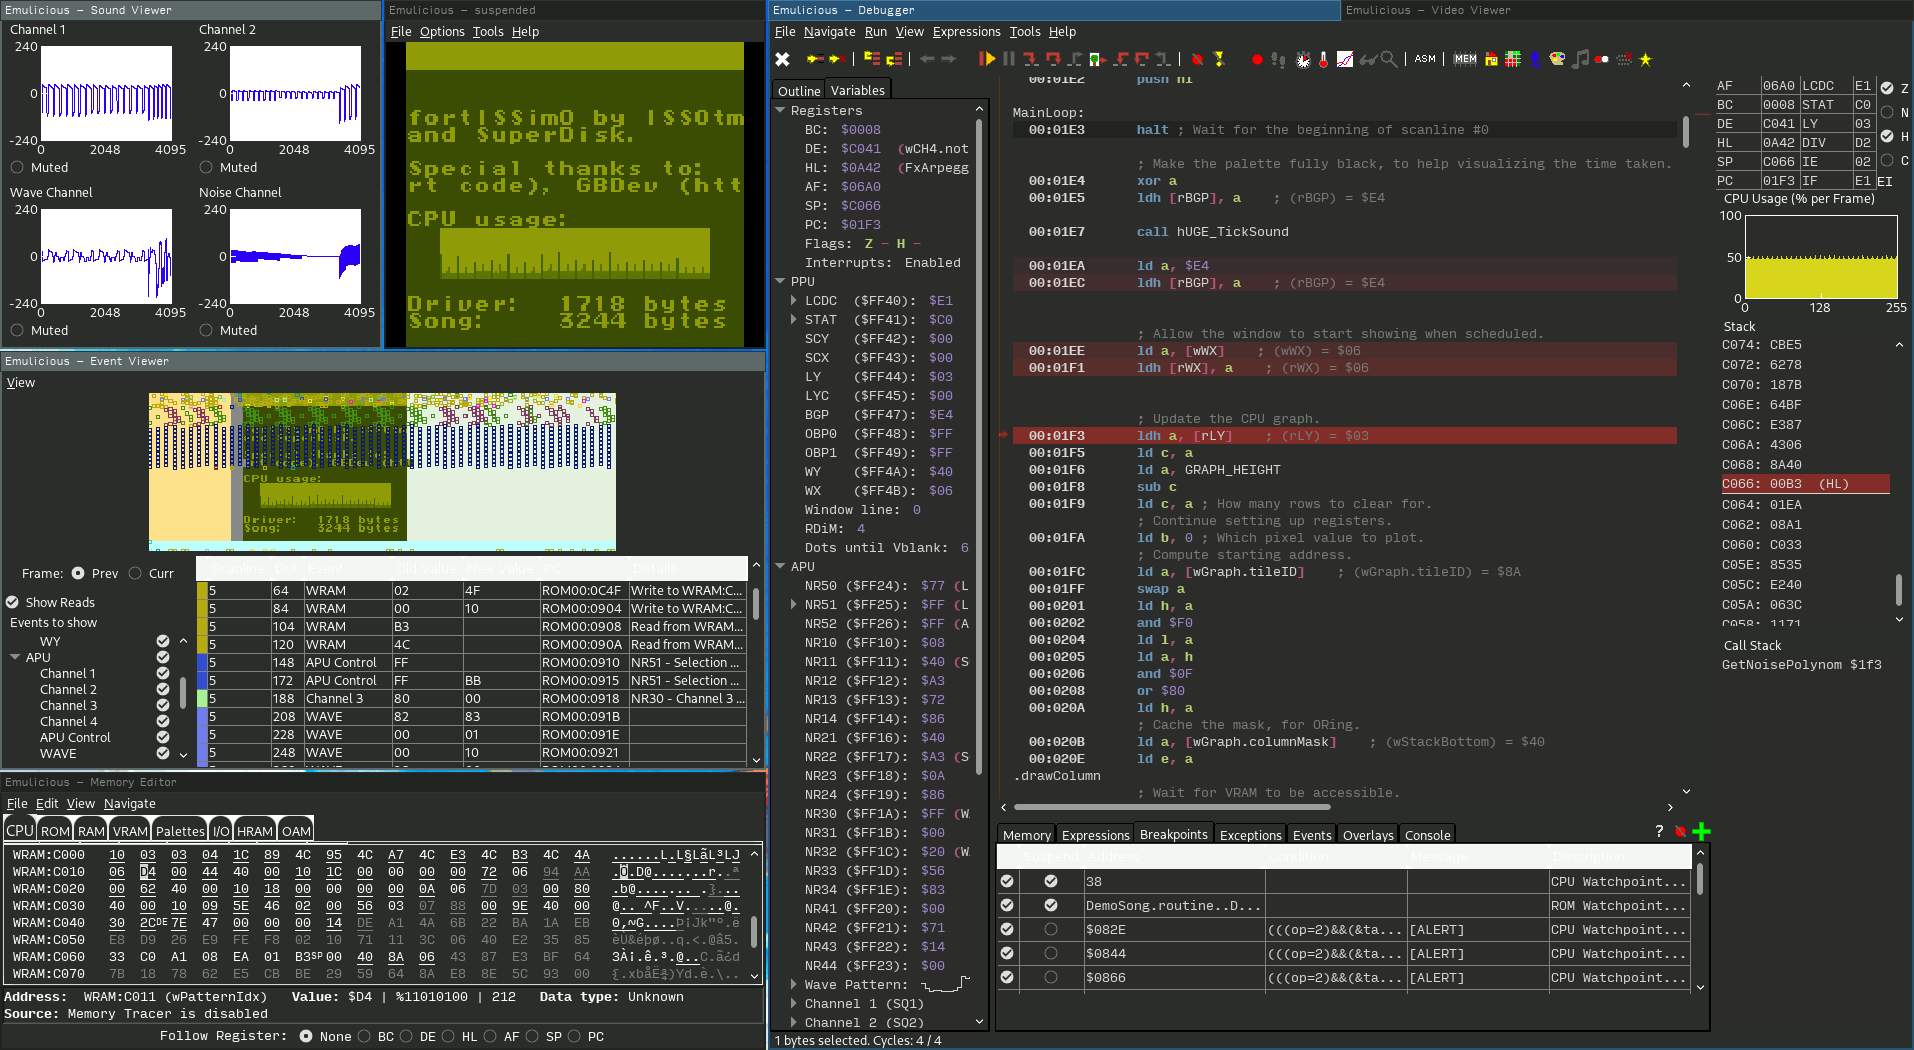 Emulicious – Sound Viewer
Channel 1
Channel 2
240
0
-240
0 2048 4095
240
0
-240
0 2048 4095
Muted
Muted
Wave Channel
Noise Channel
240
0
-240
0 2048 4095
240
0
-240
0 2048 4095
Muted
Muted
Emulicious – suspended
File Options Tools Help
fortISSimO by ISSOtm
and SuperDisk.
Special thanks to:
rt code), GBDev (htt
CPU usage:
Driver: 1718 bytes
Song: 3244 bytes
Emulicious – Event Viewer
View
CPU usage:
Driver: 1718 bytes
Song: 3244 bytes
Frame: Prev Curr
Show Reads
Events to show
WY
APU
Channel 1
Channel 2
Channel 3
Channel 4
APU Control
WAVE
Scanline Dot Event Old Value New Value PC Details
5 64 WRAM 02 4F ROM00:0C4F Write to WRAM:C...
5 84 WRAM 00 10 ROM00:0904 Write to WRAM:C...
5 104 WRAM B3 ROM00:0908 Read from WRAM...
5 120 WRAM 4C ROM00:090A Read from WRAM...
5 148 APU Control FF ROM00:0910 NR51 - Selection ...
5 172 APU Control FF BB ROM00:0915 NR51 - Selection ...
5 188 Channel 3 80 00 ROM00:0918 NR30 - Channel 3 ...
5 208 WAVE 82 83 ROM00:091B
5 228 WAVE 00 01 ROM00:091E
5 248 WAVE 00 10 ROM00:0921
Emulicious – Memory Editor
File Edit View Navigate
CPU ROM RAM VRAM Palettes I/O HRAM OAM
WRAM:C000 10 03 03 04 1C 89 4C 95 4C A7 4C E3 4C B3 4C 4A ......L.L§LãL³LJ
WRAM:C010 06 D4 00 44 40 00 10 1C 00 00 00 00 72 06 94 AA .Ô.D@.......r..ª
WRAM:C020 00 62 40 00 10 18 00 00 00 00 0A 06 7D 03 00 80 .b@....... ..}...
WRAM:C030 40 00 10 09 5E 46 02 00 56 03 07 88 00 9E 40 00 @.. ^F..V.....@.
WRAM:C040 30 2C DE 7E 47 00 00 00 14 DE A1 4A 6B 22 BA 1A EB
WRAM:C050 E8 D9 26 E9 FE F8 02 10 71 11 3C 06 40 E2 35 85 èÙ&éþø..q.<.@â5.
WRAM:C060 33 C0 A1 08 EA 01 B3 SP 00 40 8A 06 43 87 E3 BF 64 3À¡.ê.³.@..C.ã¿d
WRAM:C070 7B 18 78 62 E5 CB BE 29 59 64 8A E8 8E 5C 93 00 {.xbåË¾)Yd.è.\..
Address: WRAM:C011 (wPatternIdx) Value: $D4 | %11010100 | 212 Data type: Unknown
Source: Memory Tracer is disabled
Follow Register: None BC DE HL AF SP PC
Emulicious – Debugger
File Navigate Run View Expressions Tools Help
ASM MEM
Outline Variables
Registers
BC: $0008
DE: $C041 (wCH4.not
HL: $0A42 (FxArpegg
AF: $06A0
SP: $C066
PC: $01F3
Flags: Z – H –
Interrupts: Enabled
PPU
LCDC ($FF40): $E1
STAT ($FF41): $C0
SCY ($FF42): $00
SCX ($FF43): $00
LY ($FF44): $03
LYC ($FF45): $00
BGP ($FF47): $E4
OBP0 ($FF48): $FF
OBP1 ($FF49): $FF
WY ($FF4A): $40
WX ($FF4B): $06
Window line: 0
RDiM: 4
Dots until Vblank: 6
APU
NR50 ($FF24): $77 (L
NR51 ($FF25): $FF (L
NR52 ($FF26): $FF (A
NR10 ($FF10): $08
NR11 ($FF11): $40 (S
NR12 ($FF12): $A3
NR13 ($FF13): $72
NR14 ($FF14): $86
NR21 ($FF16): $40
NR22 ($FF17): $A3 (S
NR23 ($FF18): $0A
NR24 ($FF19): $86
NR30 ($FF1A): $FF (W
NR31 ($FF1B): $00
NR32 ($FF1C): $20 (W
NR33 ($FF1D): $56
NR34 ($FF1E): $83
NR41 ($FF20): $00
NR42 ($FF21): $71
NR43 ($FF22): $14
NR44 ($FF23): $00
Wave Pattern:
Channel 1 (SQ1)
Channel 2 (SQ2)
1 bytes selected. Cycles: 4 / 4
00:01E2 push hl
MainLoop:
00:01E3 halt ; Wait for the beginning of scanline #0
; Make the palette fully black, to help visualizing the time taken.
00:01E4 xor a
00:01E5 ldh [rBGP], a ; (rBGP) = $E4
00:01E7 call hUGE_TickSound
00:01EA ld a, $E4
00:01EC ldh [rBGP], a ; (rBGP) = $E4
; Allow the window to start showing when scheduled.
00:01EE ld a, [wWX] ; (wWX) = $06
00:01F1 ldh [rWX], a ; (rWX) = $06
; Update the CPU graph.
00:01F3 ldh a, [rLY] ; (rLY) = $03
00:01F5 ld c, a
00:01F6 ld a, GRAPH_HEIGHT
00:01F8 sub c
00:01F9 ld c, a ; How many rows to clear for.
; Continue setting up registers.
00:01FA ld b, 0 ; Which pixel value to plot.
; Compute starting address.
00:01FC ld a, [wGraph.tileID] ; (wGraph.tileID) = $8A
00:01FF swap a
00:0201 ld h, a
00:0202 and $F0
00:0204 ld l, a
00:0205 ld a, h
00:0206 and $0F
00:0208 or $80
00:020A ld h, a
; Cache the mask, for ORing.
00:020B ld a, [wGraph.columnMask] ; (wStackBottom) = $40
00:020E ld e, a
.drawColumn
; Wait for VRAM to be accessible.
Memory Expressions Breakpoints Exceptions Events Overlays Console
?
Suspend Address Condition Message Description
38 CPU Watchpoint...
DemoSong.routine..D... ROM Watchpoint...
$082E (((op=2)&&(&ta... [ALERT] CPU Watchpoint...
$0844 (((op=2)&&(&ta... [ALERT] CPU Watchpoint...
$0866 (((op=2)&&(&ta... [ALERT] CPU Watchpoint...
Emulicious – Video Viewer
AF 06A0 LCDC E1 Z
BC 0008 STAT C0 N
DE C041 LY 03 H
HL 0A42 DIV D2
SP C066 IE 02 C
PC 01F3 IF E1 EI
CPU Usage (% per Frame)
100
50
0
0 128 255
Stack
C074: CBE5
C072: 6278
C070: 187B
C06E: 64BF
C06C: E387
C06A: 4306
C068: 8A40
C066: 00B3 (HL)
C064: 01EA
C062: 08A1
C060: C033
C05E: 8535
C05C: E240
C05A: 063C
C058: 1171
Call Stack
GetNoisePolynom $1f3